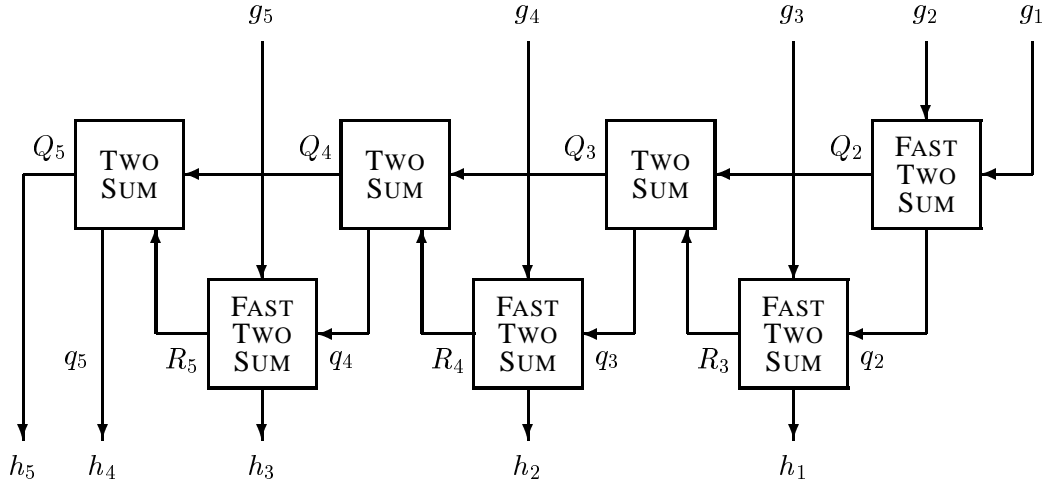 g5 g4 g3 g2 g1
Q5 Q4 Q3 Q2
TWO
SUM
TWO
SUM
TWO
SUM
FAST
TWO
SUM
FAST
TWO
SUM
FAST
TWO
SUM
FAST
TWO
SUM
q5 R5 q4 R4 q3 R3 q2
h5 h4 h3 h2 h1